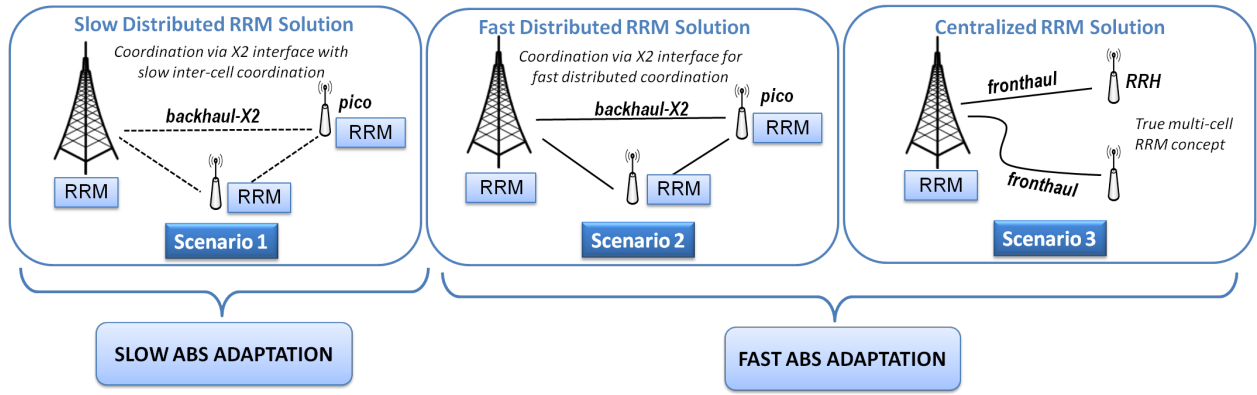 Slow Distributed RRM Solution
Coordination via X2 interface with
slow inter-cell coordination
backhaul-X2
pico
RRM
RRM
RRM
Scenario 1
Fast Distributed RRM Solution
Coordination via X2 interface for
fast distributed coordination
backhaul-X2
pico
RRM
RRM
RRM
Scenario 2
Centralized RRM Solution
fronthaul
RRH
True multi-cell
RRM concept
RRM
fronthaul
Scenario 3
SLOW ABS ADAPTATION
FAST ABS ADAPTATION